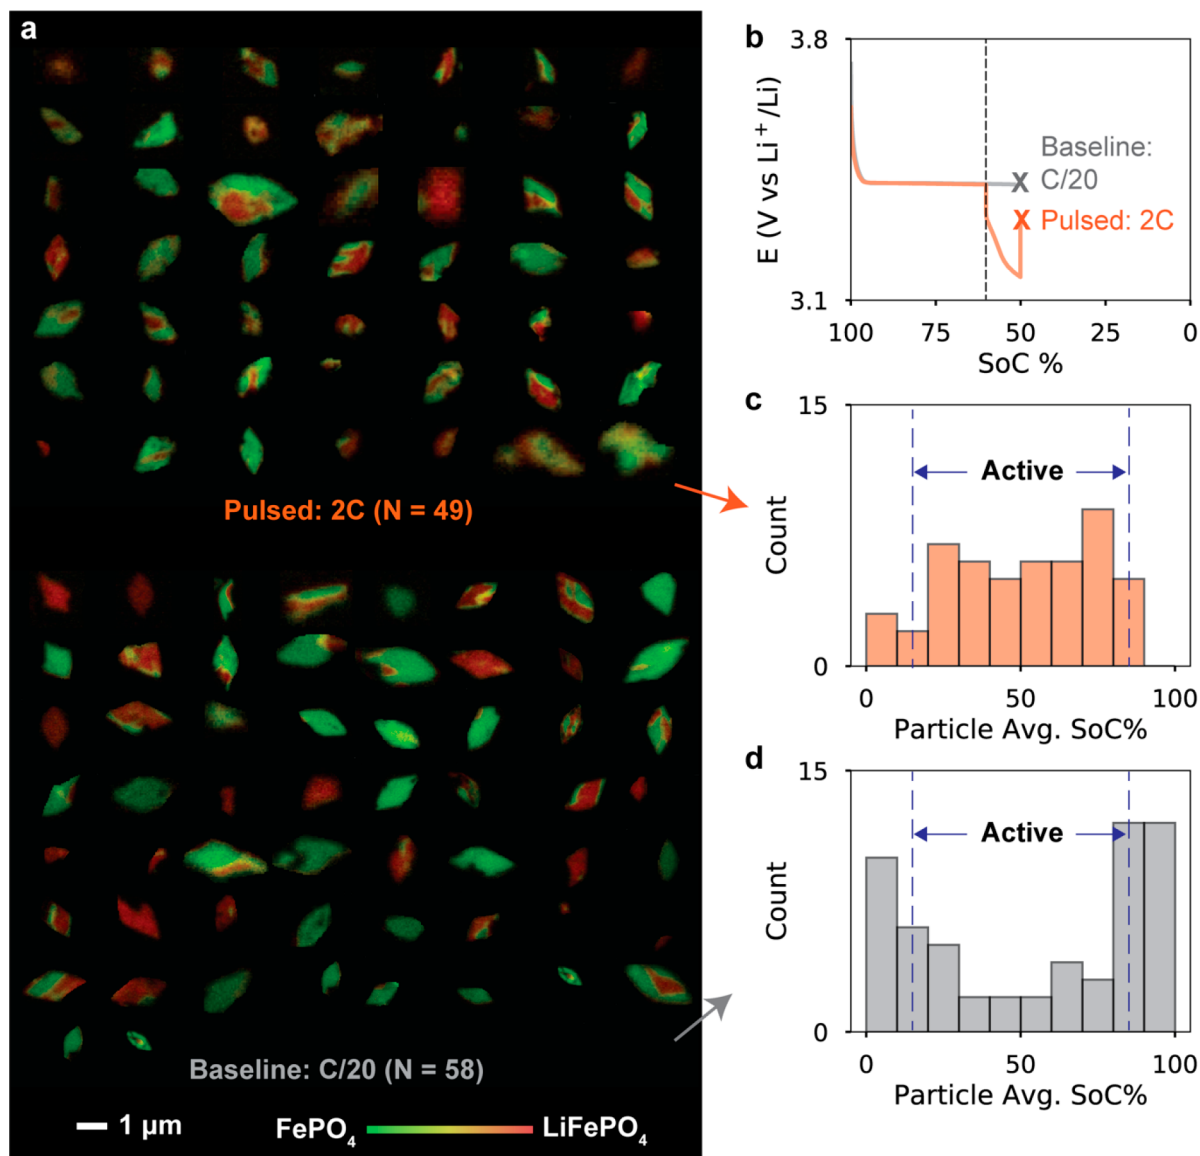 a
Pulsed: 2C (N = 49)
Baseline: C/20 (N = 58)
1 µm
FePO4
LiFePO4
b
3.8
E (V vs Li+/Li)
3.1
Baseline:
C/20
X
X Pulsed: 2C
100 75 50 25 0
SoC %
c
15
Active
Count
0
0 50 100
Particle Avg. SoC%
d
15
Active
Count
0
0 50 100
Particle Avg. SoC%